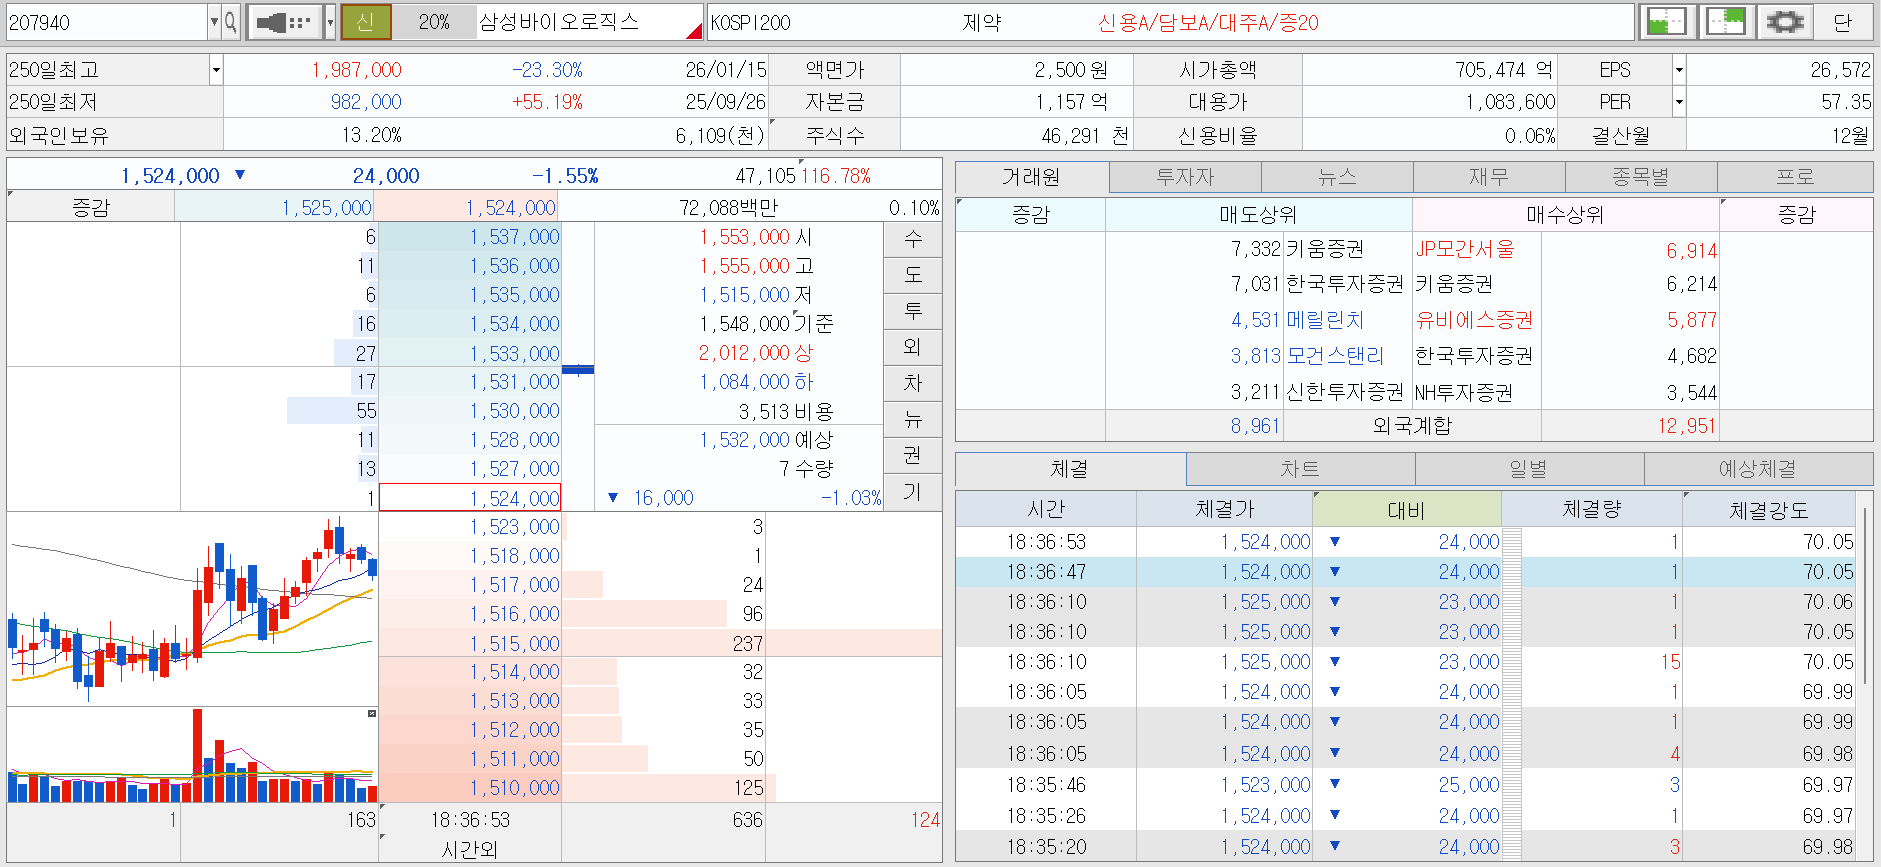 207940 신 20% 삼성바이오로직스 KOSPI200 제약 신용A/담보A/대주A/증20 단
250일최고 1,987,000 -23.30% 26/01/15 액면가 2,500원 시가총액 705,474 억 EPS 26,572
250일최저 982,000 +55.19% 25/09/26 자본금 1,157억 대용가 1,083,600 PER 57.35
외국인보유 13.20% 6,109(천) 주식수 46,291 천 신용비율 0.06% 결산월 12월
1,524,000 ▼ 24,000 -1.55% 47,105 116.78%
증감 1,525,000 1,524,000 72,088백만 0.10%
6 1,537,000 1,553,000 시 수
11 1,536,000 1,555,000 고 도
6 1,535,000 1,515,000 저 투
16 1,534,000 1,548,000 기준 외
27 1,533,000 2,012,000 상
17 1,531,000 1,084,000 하 차
55 1,530,000 3,513 비용 뉴
11 1,528,000 1,532,000 예상 권
13 1,527,000 7 수량
1 1,524,000 ▼ 16,000 -1.03% 기
1,523,000 3
1,518,000 1
1,517,000 24
1,516,000 96
1,515,000 237
1,514,000 32
1,513,000 33
1,512,000 35
1,511,000 50
1,510,000 125
1 163 18:36:53 636 124
시간외
거래원 투자자 뉴스 재무 종목별 프로
증감 매도상위 매수상위 증감
7,332 키움증권 JP모간서울 6,914
7,031 한국투자증권 키움증권 6,214
4,531 메릴린치 유비에스증권 5,877
3,813 모건스탠리 한국투자증권 4,682
3,211 신한투자증권 NH투자증권 3,544
8,961 외국계합 12,951
체결 차트 일별 예상체결
시간 체결가 대비 체결량 체결강도
18:36:53 1,524,000 ▼ 24,000 1 70.05
18:36:47 1,524,000 ▼ 24,000 1 70.05
18:36:10 1,525,000 ▼ 23,000 1 70.06
18:36:10 1,525,000 ▼ 23,000 1 70.05
18:36:10 1,525,000 ▼ 23,000 15 70.05
18:36:05 1,524,000 ▼ 24,000 1 69.99
18:36:05 1,524,000 ▼ 24,000 1 69.99
18:36:05 1,524,000 ▼ 24,000 4 69.98
18:35:46 1,523,000 ▼ 25,000 3 69.97
18:35:26 1,524,000 ▼ 24,000 1 69.97
18:35:20 1,524,000 ▼ 24,000 3 69.98